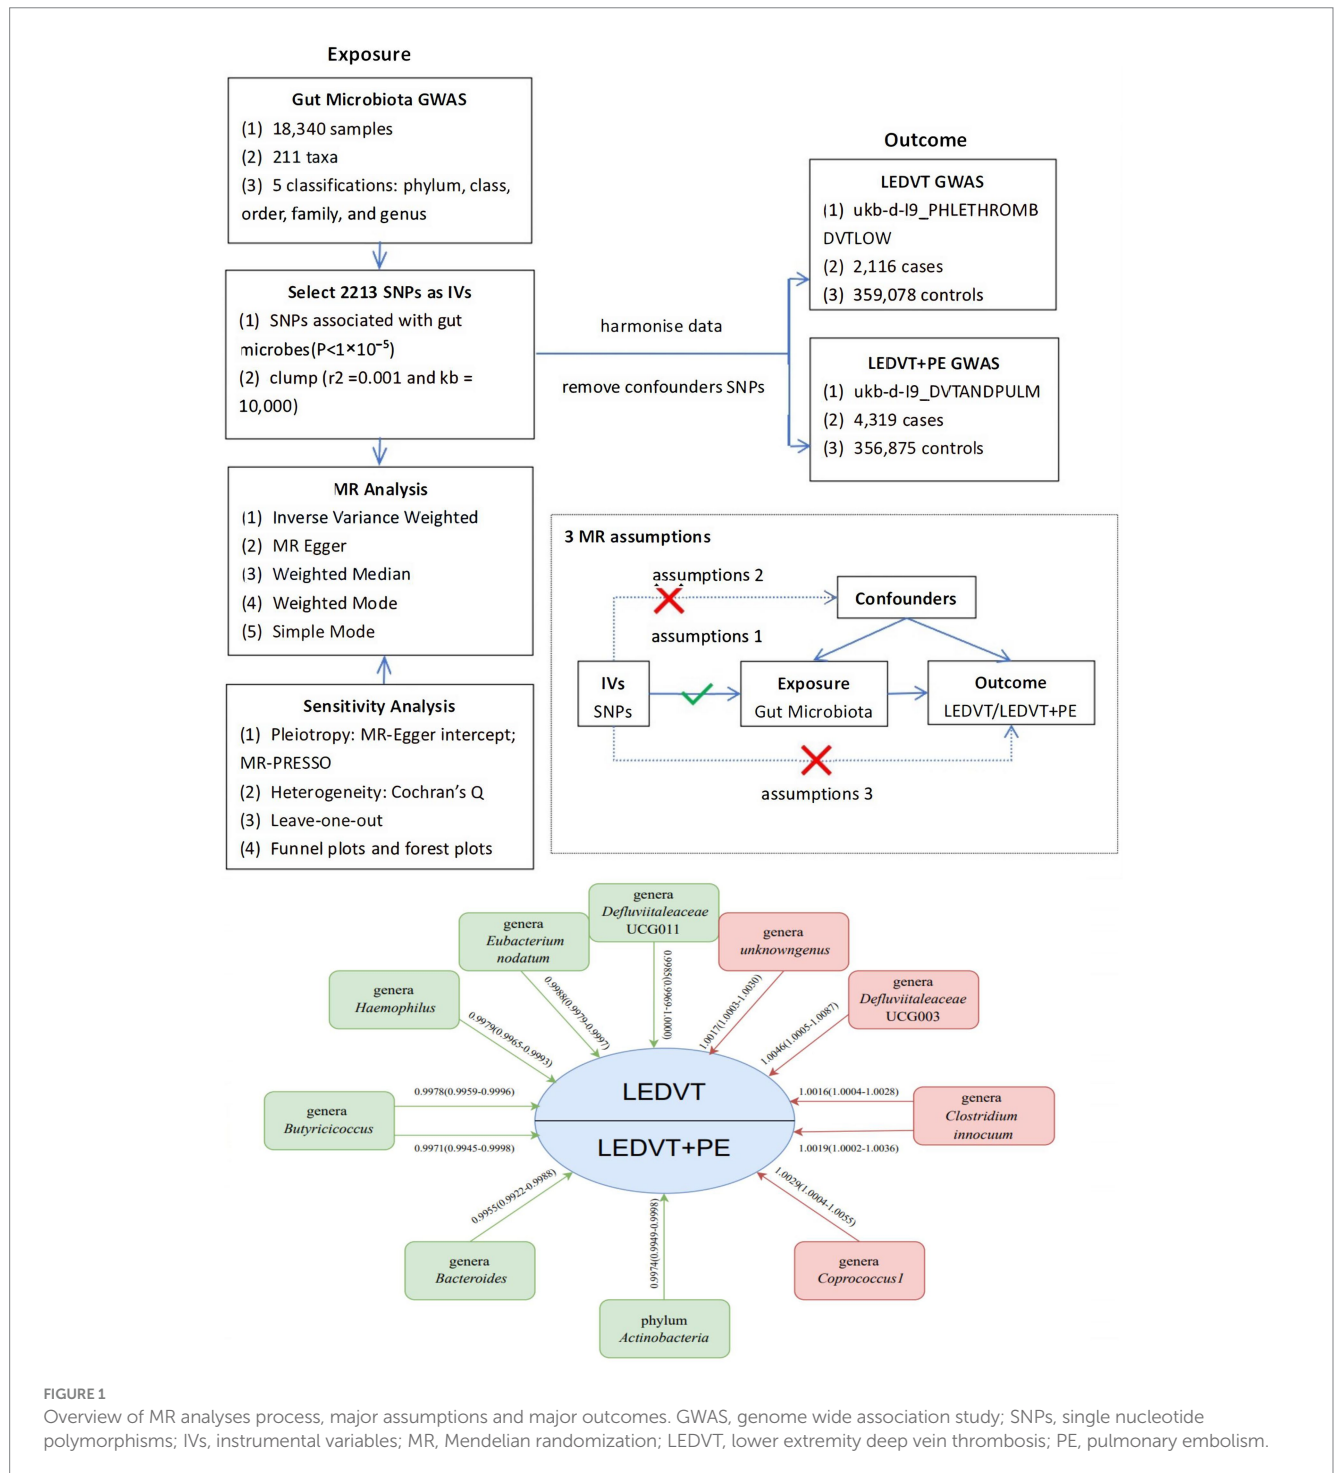 Exposure
Gut Microbiota GWAS
(1) 18,340 samples
(2) 211 taxa
(3) 5 classifications: phylum, class,
order, family, and genus
Select 2213 SNPs as IVs
(1) SNPs associated with gut
microbes(P<1×10⁻⁵)
(2) clump (r2 =0.001 and kb =
10,000)
MR Analysis
(1) Inverse Variance Weighted
(2) MR Egger
(3) Weighted Median
(4) Weighted Mode
(5) Simple Mode
Sensitivity Analysis
(1) Pleiotropy: MR-Egger intercept;
MR-PRESSO
(2) Heterogeneity: Cochran's Q
(3) Leave-one-out
(4) Funnel plots and forest plots
harmonise data
remove confounders SNPs
Outcome
LEDVT GWAS
(1) ukb-d-I9_PHLETHROMB
DVTLOW
(2) 2,116 cases
(3) 359,078 controls
LEDVT+PE GWAS
(1) ukb-d-I9_DVTANDPULM
(2) 4,319 cases
(3) 356,875 controls
3 MR assumptions
assumptions 2
Confounders
assumptions 1
IVs
SNPs
Exposure
Gut Microbiota
Outcome
LEDVT/LEDVT+PE
assumptions 3
genera
Defluviitaleaceae
UCG011
genera
Eubacterium
nodatum
genera
unknowngenus
genera
Haemophilus
genera
Defluviitaleaceae
UCG003
0.9985(0.9969-1.0000)
0.9988(0.9979-0.9997)
1.0017(1.0003-1.0030)
0.9979(0.9965-0.9993)
1.0046(1.0005-1.0087)
genera
Butyricicoccus
0.9978(0.9959-0.9996)
0.9971(0.9945-0.9998)
LEDVT
LEDVT+PE
1.0016(1.0004-1.0028)
1.0019(1.0002-1.0036)
genera
Clostridium
innocuum
0.9955(0.9922-0.9988)
0.9974(0.9949-0.9998)
1.0029(1.0004-1.0055)
genera
Bacteroides
phylum
Actinobacteria
genera
Coprococcus1
FIGURE 1
Overview of MR analyses process, major assumptions and major outcomes. GWAS, genome wide association study; SNPs, single nucleotide
polymorphisms; IVs, instrumental variables; MR, Mendelian randomization; LEDVT, lower extremity deep vein thrombosis; PE, pulmonary embolism.